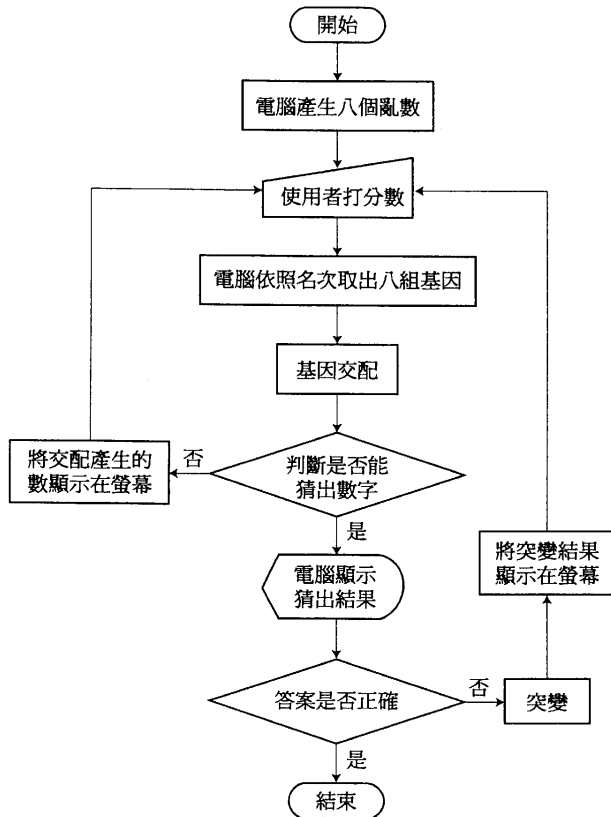 開始
電腦產生八個亂數
使用者打分數
電腦依照名次取出八組基因
基因交配
判斷是否能
猜出數字
否
將交配產生的
數顯示在螢幕
是
電腦顯示
猜出結果
將突變結果
顯示在螢幕
答案是否正確
否
突變
是
結束